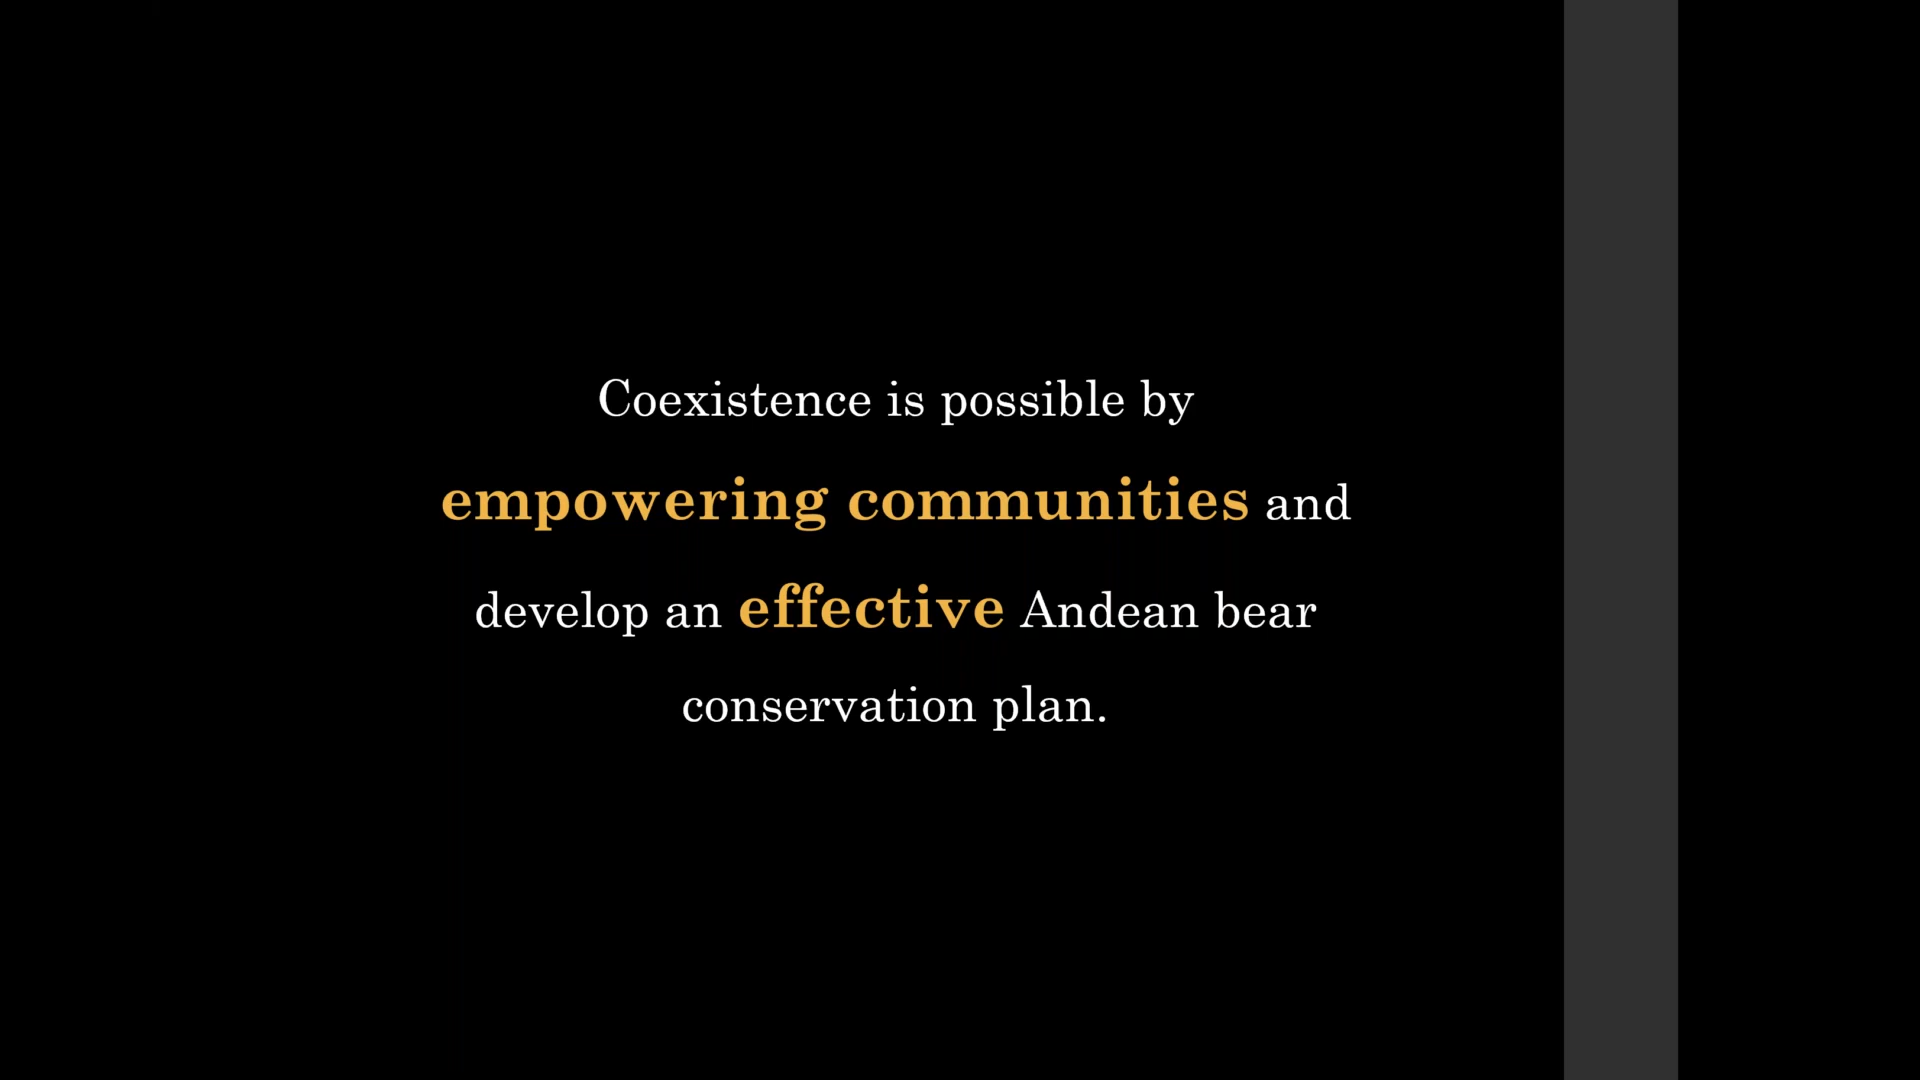 Coexistence is possible by
empowering communities and
develop an effective Andean bear
conservation plan.